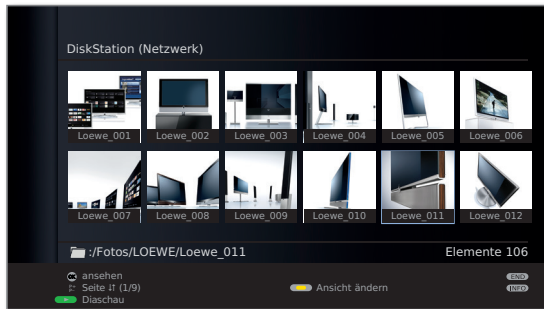 DiskStation (Netzwerk)
Loewe_001 Loewe_002 Loewe_003 Loewe_004 Loewe_005 Loewe_006
Loewe_007 Loewe_008 Loewe_009 Loewe_010 Loewe_011 Loewe_012
:/Fotos/LOEWE/Loewe_011 Elemente 106
OK ansehen END
P+ P- Seite ↓↑ (1/9) Ansicht ändern INFO
Diaschau